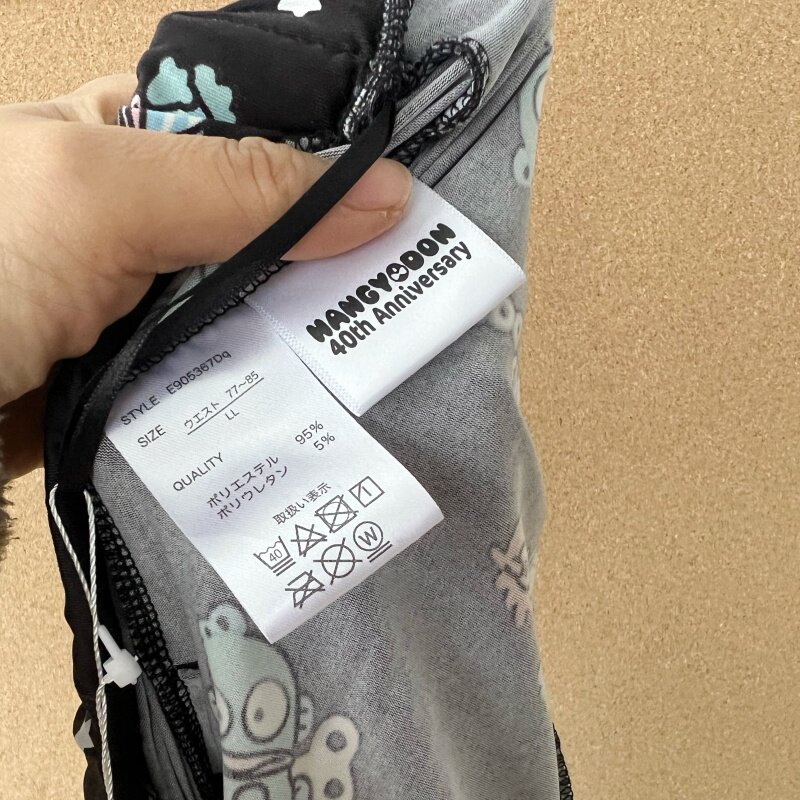 HANGYODON
40th Anniversary
STYLE E905367Dq
SIZE ウエスト 77~85
LL
QUALITY
ポリエステル 95%
ポリウレタン 5%
取扱い表示
40
W